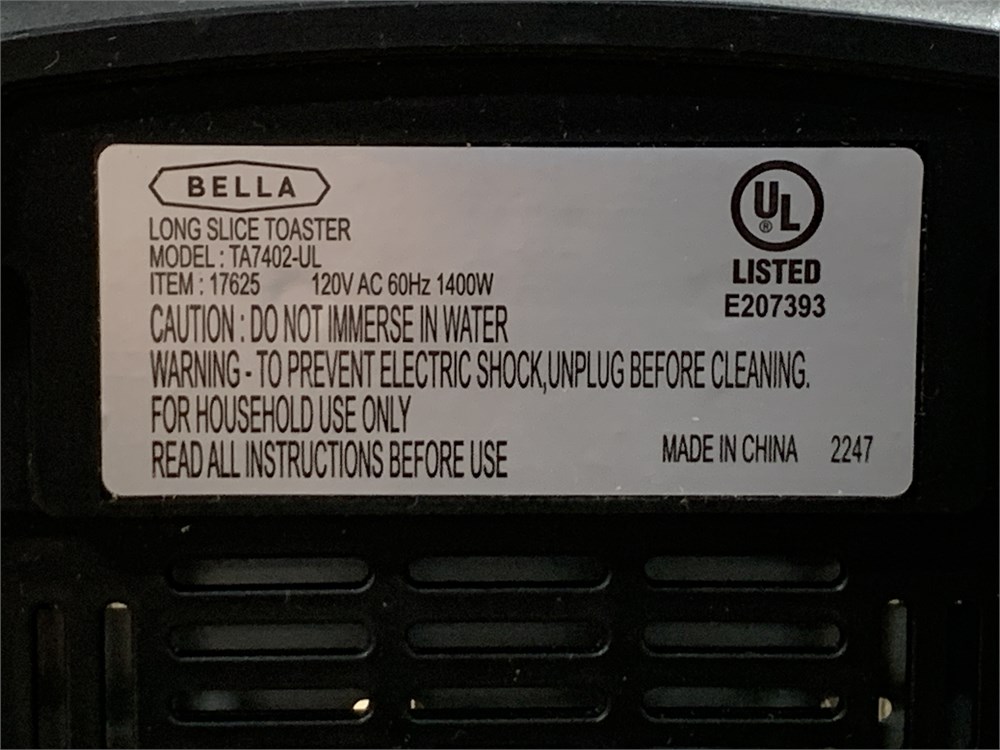 BELLA
LONG SLICE TOASTER
MODEL : TA7402-UL
ITEM : 17625 120V AC 60Hz 1400W
CAUTION : DO NOT IMMERSE IN WATER
WARNING - TO PREVENT ELECTRIC SHOCK,UNPLUG BEFORE CLEANING.
FOR HOUSEHOLD USE ONLY
READ ALL INSTRUCTIONS BEFORE USE
UL ®
LISTED
E207393
MADE IN CHINA 2247